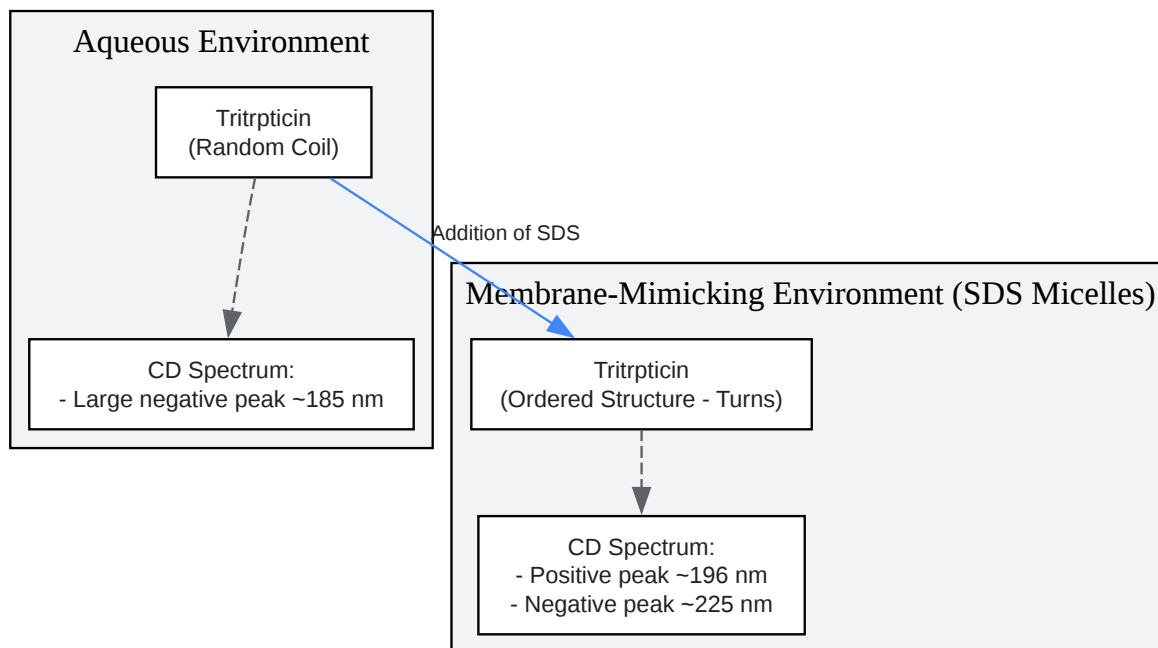 Aqueous Environment
Tritrpticin
(Random Coil)
Addition of SDS
CD Spectrum:
- Large negative peak ~185 nm
Membrane-Mimicking Environment (SDS Micelles)
Tritrpticin
(Ordered Structure - Turns)
CD Spectrum:
- Positive peak ~196 nm
- Negative peak ~225 nm